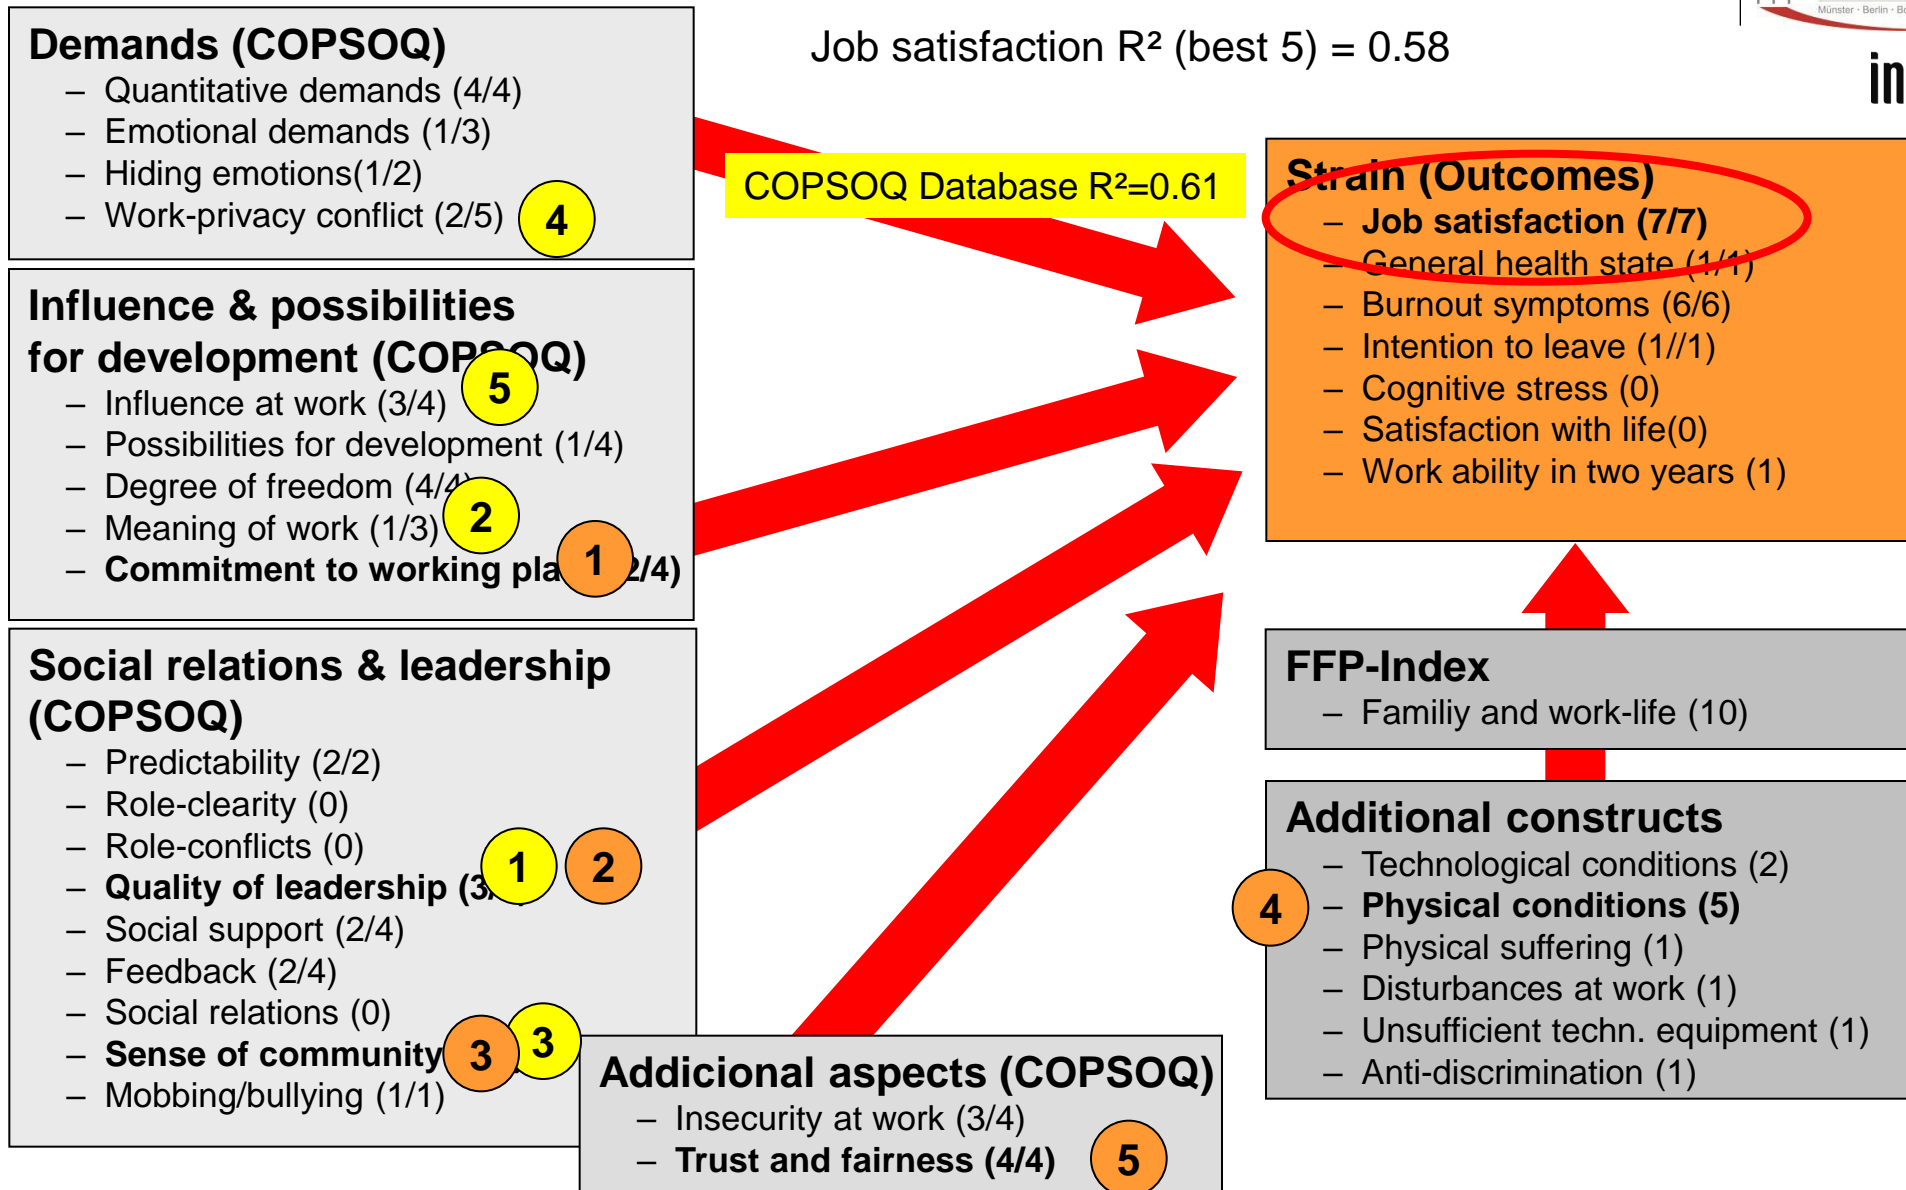 Münster · Berlin · Bo
in
Job satisfaction R² (best 5) = 0.58
Demands (COPSOQ)
– Quantitative demands (4/4)
– Emotional demands (1/3)
– Hiding emotions(1/2)
– Work-privacy conflict (2/5)
4
COPSOQ Database R²=0.61
Influence & possibilities
for development (COPSOQ)
5
– Influence at work (3/4)
– Possibilities for development (1/4)
– Degree of freedom (4/4)
– Meaning of work (1/3)
2
– Commitment to working pla 2/4)
1
Social relations & leadership
(COPSOQ)
– Predictability (2/2)
– Role-clearity (0)
– Role-conflicts (0)
– Quality of leadership (3/
1
2
– Social support (2/4)
– Feedback (2/4)
– Social relations (0)
– Sense of community
3
3
– Mobbing/bullying (1/1)
Addicional aspects (COPSOQ)
– Insecurity at work (3/4)
– Trust and fairness (4/4)
5
Strain (Outcomes)
– Job satisfaction (7/7)
– General health state (1/1)
– Burnout symptoms (6/6)
– Intention to leave (1//1)
– Cognitive stress (0)
– Satisfaction with life(0)
– Work ability in two years (1)
FFP-Index
– Familiy and work-life (10)
Additional constructs
– Technological conditions (2)
4
– Physical conditions (5)
– Physical suffering (1)
– Disturbances at work (1)
– Unsufficient techn. equipment (1)
– Anti-discrimination (1)